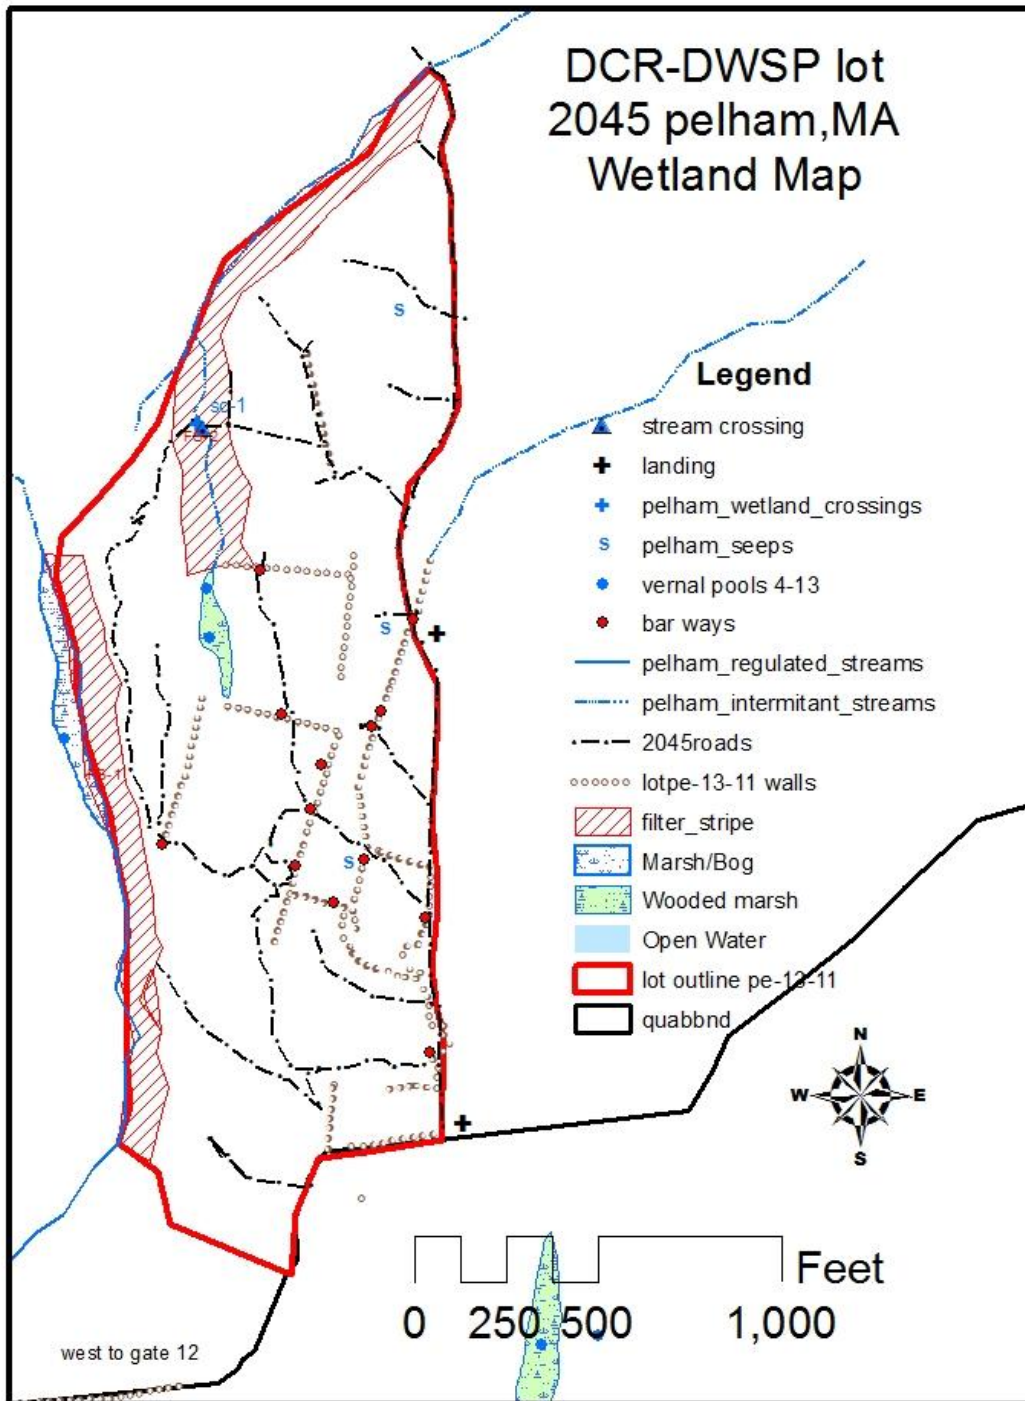 DCR-DWSP lot
2045 pelham,MA
Wetland Map
S
sc-1
Legend
stream crossing
landing
pelham_wetland_crossings
S pelham_seeps
vernal pools 4-13
bar ways
pelham_regulated_streams
pelham_intermitant_streams
2045roads
lotpe-13-11 walls
filter_stripe
Marsh/Bog
Wooded marsh
Open Water
lot outline pe-13-11
quabbnd
S
S
N
W E
S
Feet
0 250 500 1,000
west to gate 12